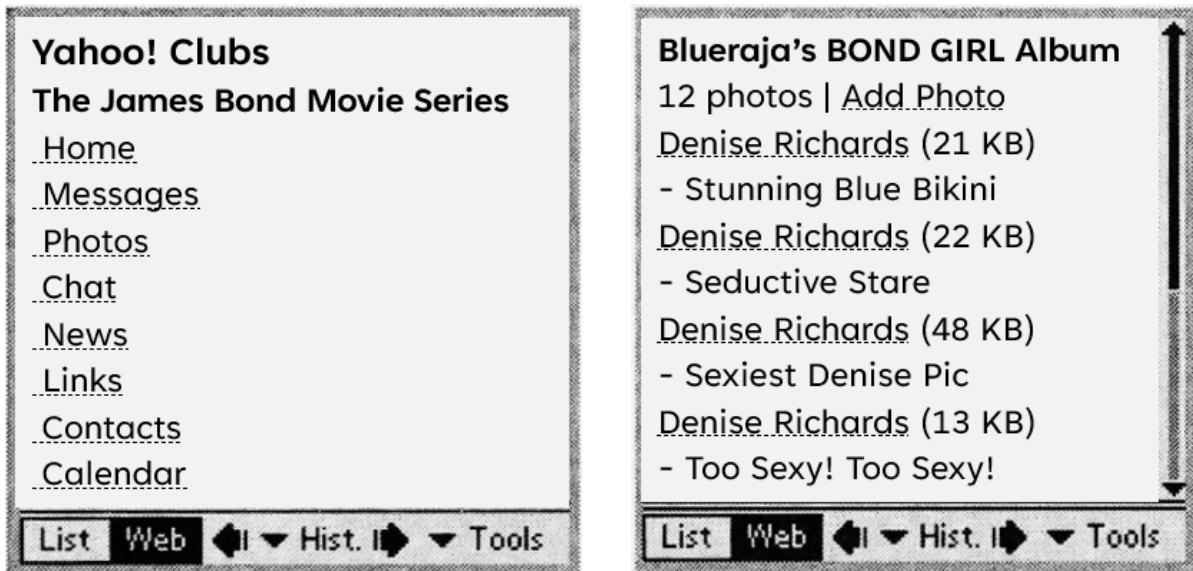 Yahoo! Clubs
The James Bond Movie Series
Home
Messages
Photos
Chat
News
Links
Contacts
Calendar
List Web Hist. Tools
Blueraja’s BOND GIRL Album
12 photos | Add Photo
Denise Richards (21 KB)
- Stunning Blue Bikini
Denise Richards (22 KB)
- Seductive Stare
Denise Richards (48 KB)
- Sexiest Denise Pic
Denise Richards (13 KB)
- Too Sexy! Too Sexy!
List Web Hist. Tools